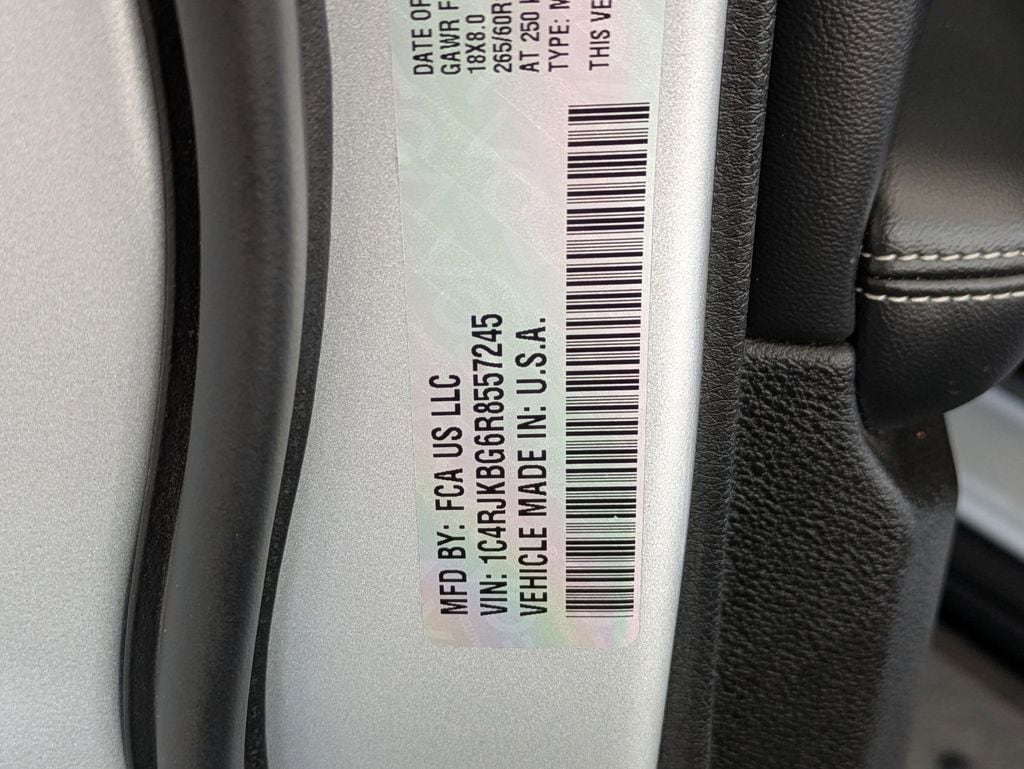 MFD BY: FCA US LLC
VIN: 1C4RJKBG6R8557245
VEHICLE MADE IN: U.S.A.
DATE OF
GAWR F
18X8.0
265/60R
AT 250
TYPE: M
THIS VE